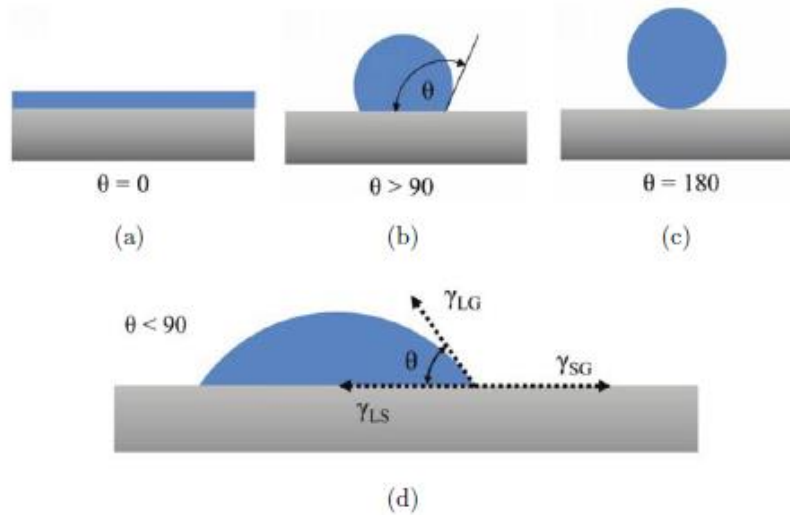 θ
θ = 0
θ > 90
θ = 180
(a)
(b)
(c)
θ < 90
γLG
θ
γSG
γLS
(d)